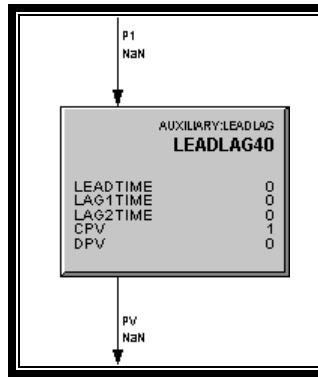 P1
NaN
AUXILIARY:LEADLAG
LEADLAG40
LEADTIME 0
LAG1TIME 0
LAG2TIME 0
CPV 1
DPV 0
PV
NaN